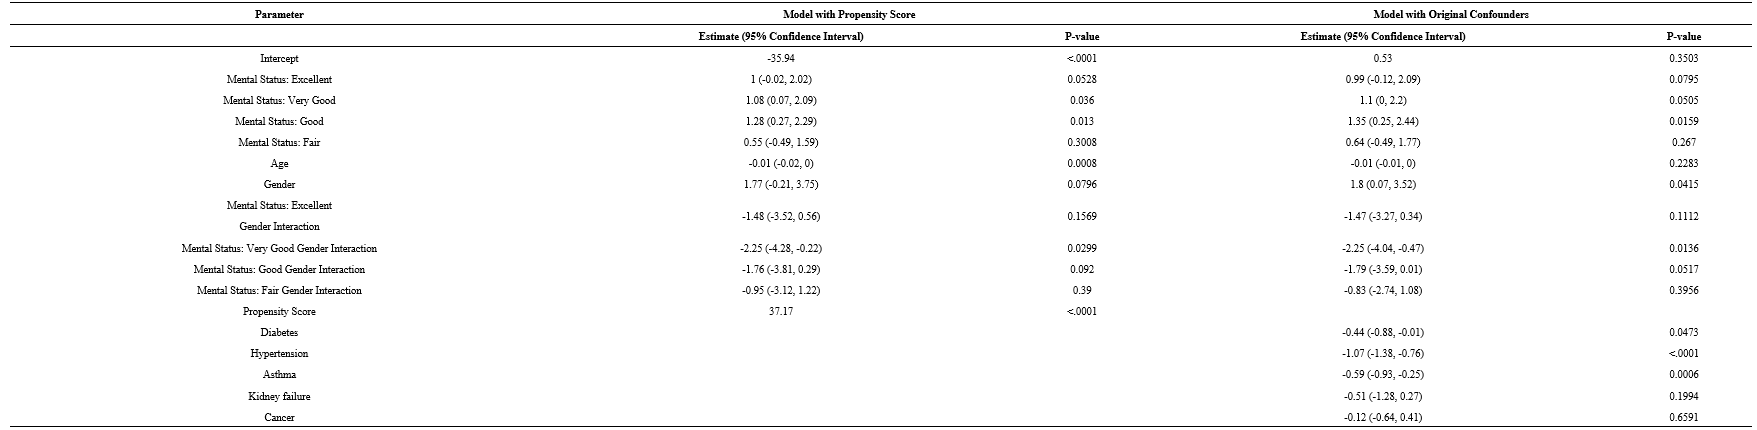 Parameter Model with Propensity Score Model with Original Confounders
Estimate (95% Confidence Interval) P-value Estimate (95% Confidence Interval) P-value
Intercept -35.94 <.0001 0.53 0.3503
Mental Status: Excellent 1 (-0.02, 2.02) 0.0528 0.99 (-0.12, 2.09) 0.0795
Mental Status: Very Good 1.08 (0.07, 2.09) 0.036 1.1 (0, 2.2) 0.0505
Mental Status: Good 1.28 (0.27, 2.29) 0.013 1.35 (0.25, 2.44) 0.0159
Mental Status: Fair 0.55 (-0.49, 1.59) 0.3008 0.64 (-0.49, 1.77) 0.267
Age -0.01 (-0.02, 0) 0.0008 -0.01 (-0.01, 0) 0.2283
Gender 1.77 (-0.21, 3.75) 0.0796 1.8 (0.07, 3.52) 0.0415
Mental Status: Excellent
Gender Interaction -1.48 (-3.52, 0.56) 0.1569 -1.47 (-3.27, 0.34) 0.1112
Mental Status: Very Good Gender Interaction -2.25 (-4.28, -0.22) 0.0299 -2.25 (-4.04, -0.47) 0.0136
Mental Status: Good Gender Interaction -1.76 (-3.81, 0.29) 0.092 -1.79 (-3.59, 0.01) 0.0517
Mental Status: Fair Gender Interaction -0.95 (-3.12, 1.22) 0.39 -0.83 (-2.74, 1.08) 0.3956
Propensity Score 37.17 <.0001
Diabetes -0.44 (-0.88, -0.01) 0.0473
Hypertension -1.07 (-1.38, -0.76) <.0001
Asthma -0.59 (-0.93, -0.25) 0.0006
Kidney failure -0.51 (-1.28, 0.27) 0.1994
Cancer -0.12 (-0.64, 0.41) 0.6591